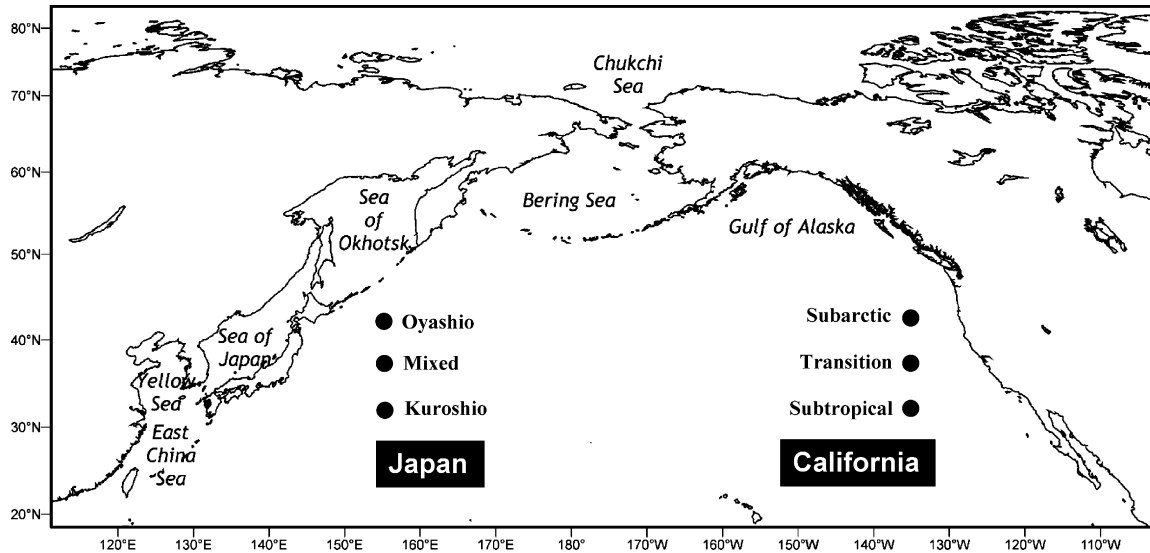 80°N
Chukchi
Sea
70°N
60°N
Sea
of
Okhotsk
Bering Sea
Gulf of Alaska
50°N
Oyashio
Subarctic
40°N
Sea of
Japan
Mixed
Transition
Yellow
Sea
Kuroshio
Subtropical
30°N
East
China
Sea
Japan
California
20°N
120°E 130°E 140°E 150°E 160°E 170°E 180° 170°W 160°W 150°W 140°W 130°W 120°W 110°W